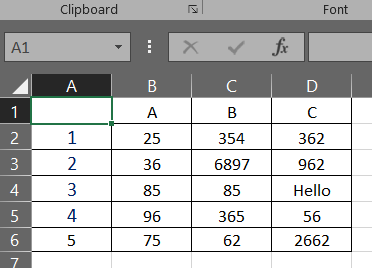 Clipboard Font
A1 fx
A B C D
1 A B C
2 1 25 354 362
3 2 36 6897 962
4 3 85 85 Hello
5 4 96 365 56
6 5 75 62 2662
7